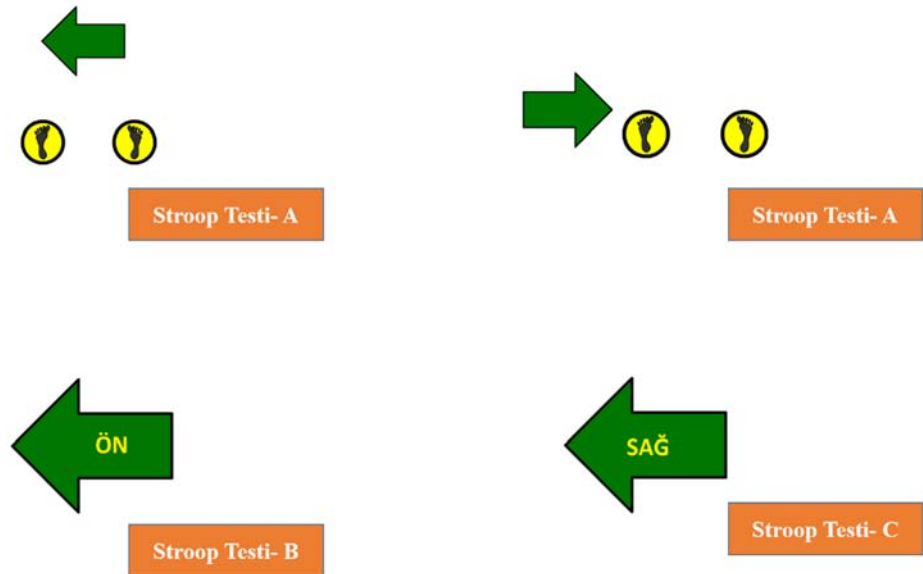 Stroop Testi- A
Stroop Testi- A
ÖN
SAĞ
Stroop Testi- B
Stroop Testi- C